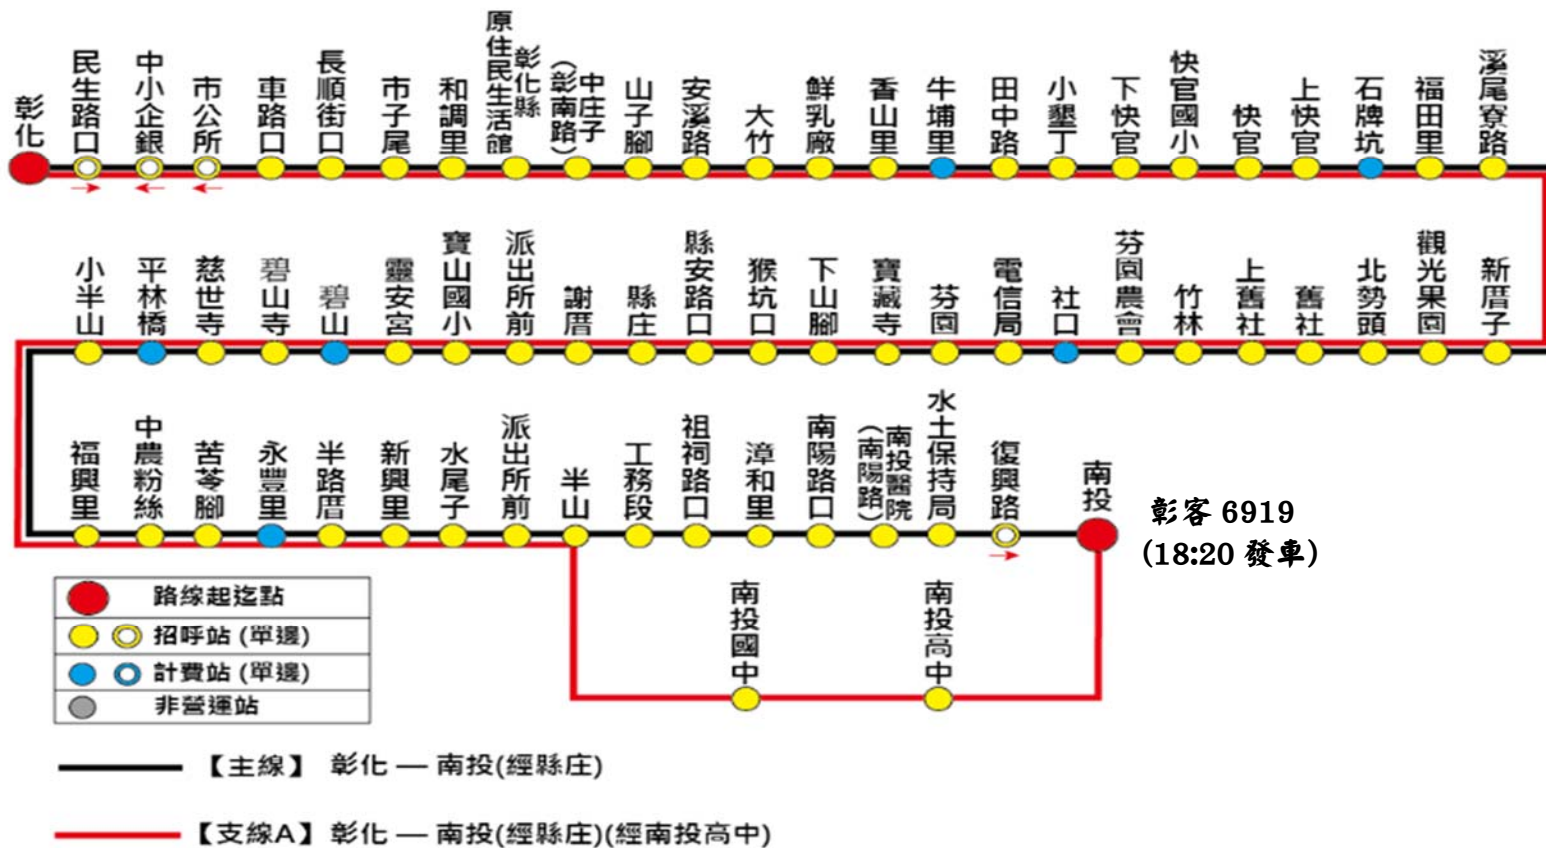 彰化
民生路口
中小企銀
市公所
車路口
長順街口
市子尾
和調里
彰化縣
原住民生活館
中庄子
(彰南路)
山子腳
安溪路
大竹
鮮乳廠
香山里
牛埔里
田中路
小墾丁
下快官
快官國小
快官
上快官
石牌坑
福田里
溪尾寮路
小半山
平林橋
慈世寺
碧山寺
碧山
靈安宮
寶山國小
派出所前
謝厝
縣庄
縣安路口
猴坑口
下山腳
寶藏寺
芬園
電信局
社口
芬園農會
竹林
上舊社
舊社
北勢頭
觀光果園
新厝子
福興里
中農粉絲
苦苓腳
永豐里
半路厝
新興里
水尾子
派出所前
半山
工務段
祖祠路口
漳和里
南陽路口
南投醫院
(南陽路)
水土保持局
復興路
南投
彰客 6919
(18:20 發車)
南投國中
南投高中
路線起迄點
招呼站 (單邊)
計費站 (單邊)
非營運站
【主線】 彰化 — 南投(經縣庄)
【支線A】 彰化 — 南投(經縣庄)(經南投高中)